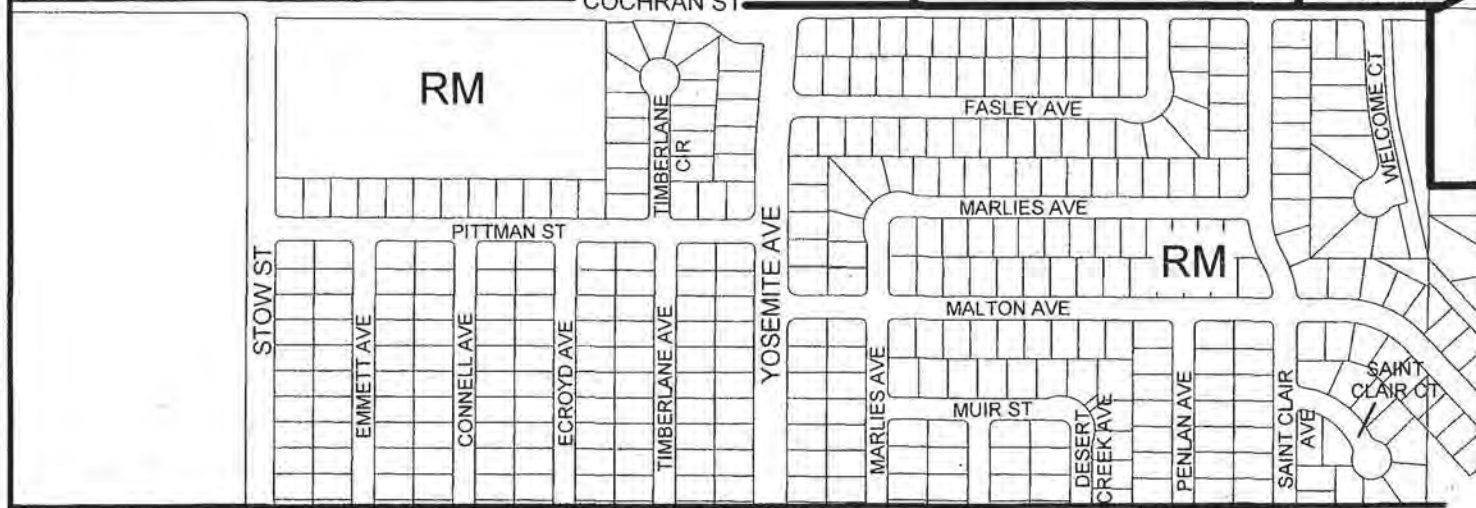 COCHRAN ST
RM
TIMBERLANE
CIR
FASLEY AVE
WELCOME CT
MARLIES AVE
PITTMAN ST
RM
STOW ST
YOSEMITE AVE
MALTON AVE
EMMETT AVE
CONNELL AVE
ECROYD AVE
TIMBERLANE AVE
MARLIES AVE
MUIR ST
DESERT
CREEK AVE
PENLAN AVE
SAINT CLAIR
AVE
SAINT
CLAIR CT